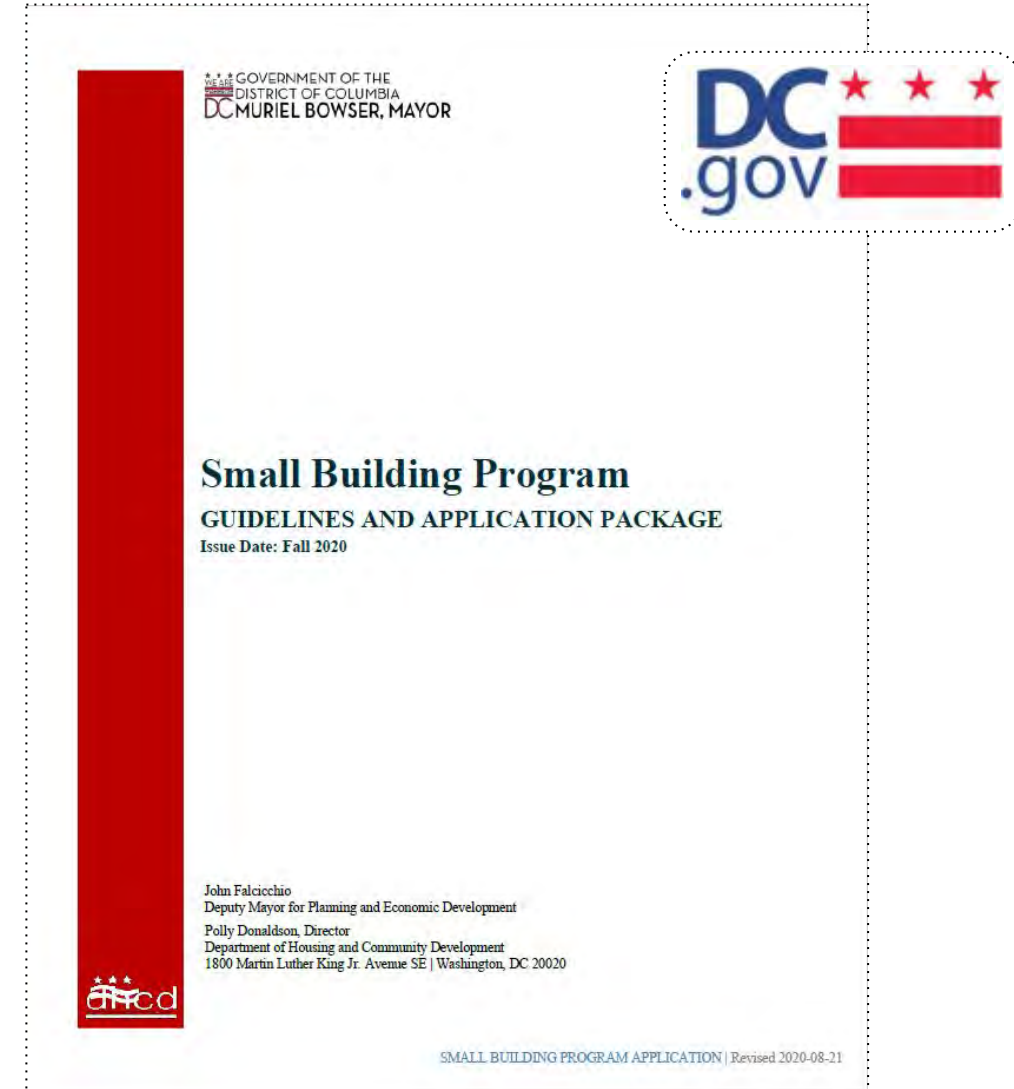 WE ARE GOVERNMENT OF THE
DISTRICT OF COLUMBIA
DC MURIEL BOWSER, MAYOR
DC
.gov
Small Building Program
GUIDELINES AND APPLICATION PACKAGE
Issue Date: Fall 2020
John Falcicchio
Deputy Mayor for Planning and Economic Development
Polly Donaldson, Director
Department of Housing and Community Development
1800 Martin Luther King Jr. Avenue SE | Washington, DC 20020
dhcd
SMALL BUILDING PROGRAM APPLICATION | Revised 2020-08-21